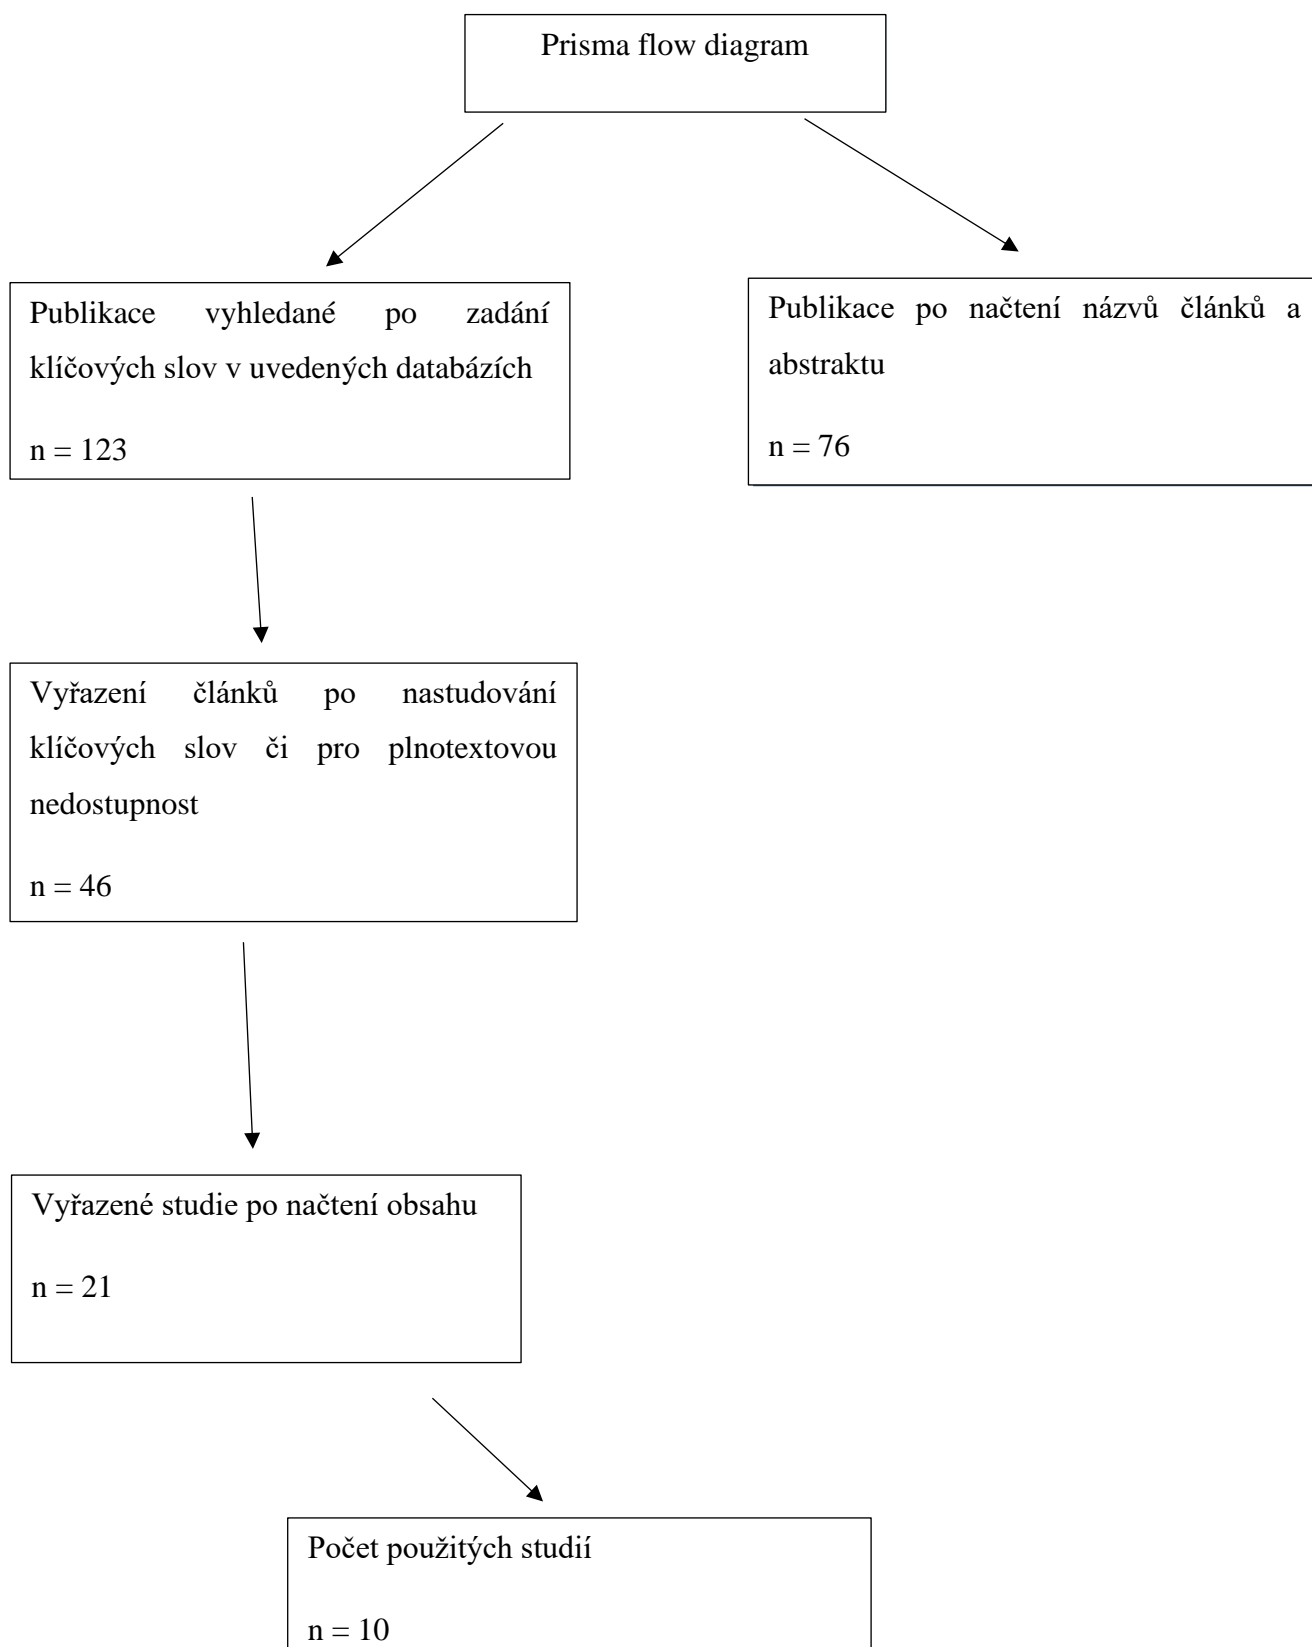 Prisma flow diagram
Publikace vyhledané po zadání
klíčových slov v uvedených databázích
n = 123
Publikace po načtení názvů článků a
abstraktu
n = 76
Vyřazení článků po nastudování
klíčových slov či pro plnotextovou
nedostupnost
n = 46
Vyřazené studie po načtení obsahu
n = 21
Počet použitých studií
n = 10